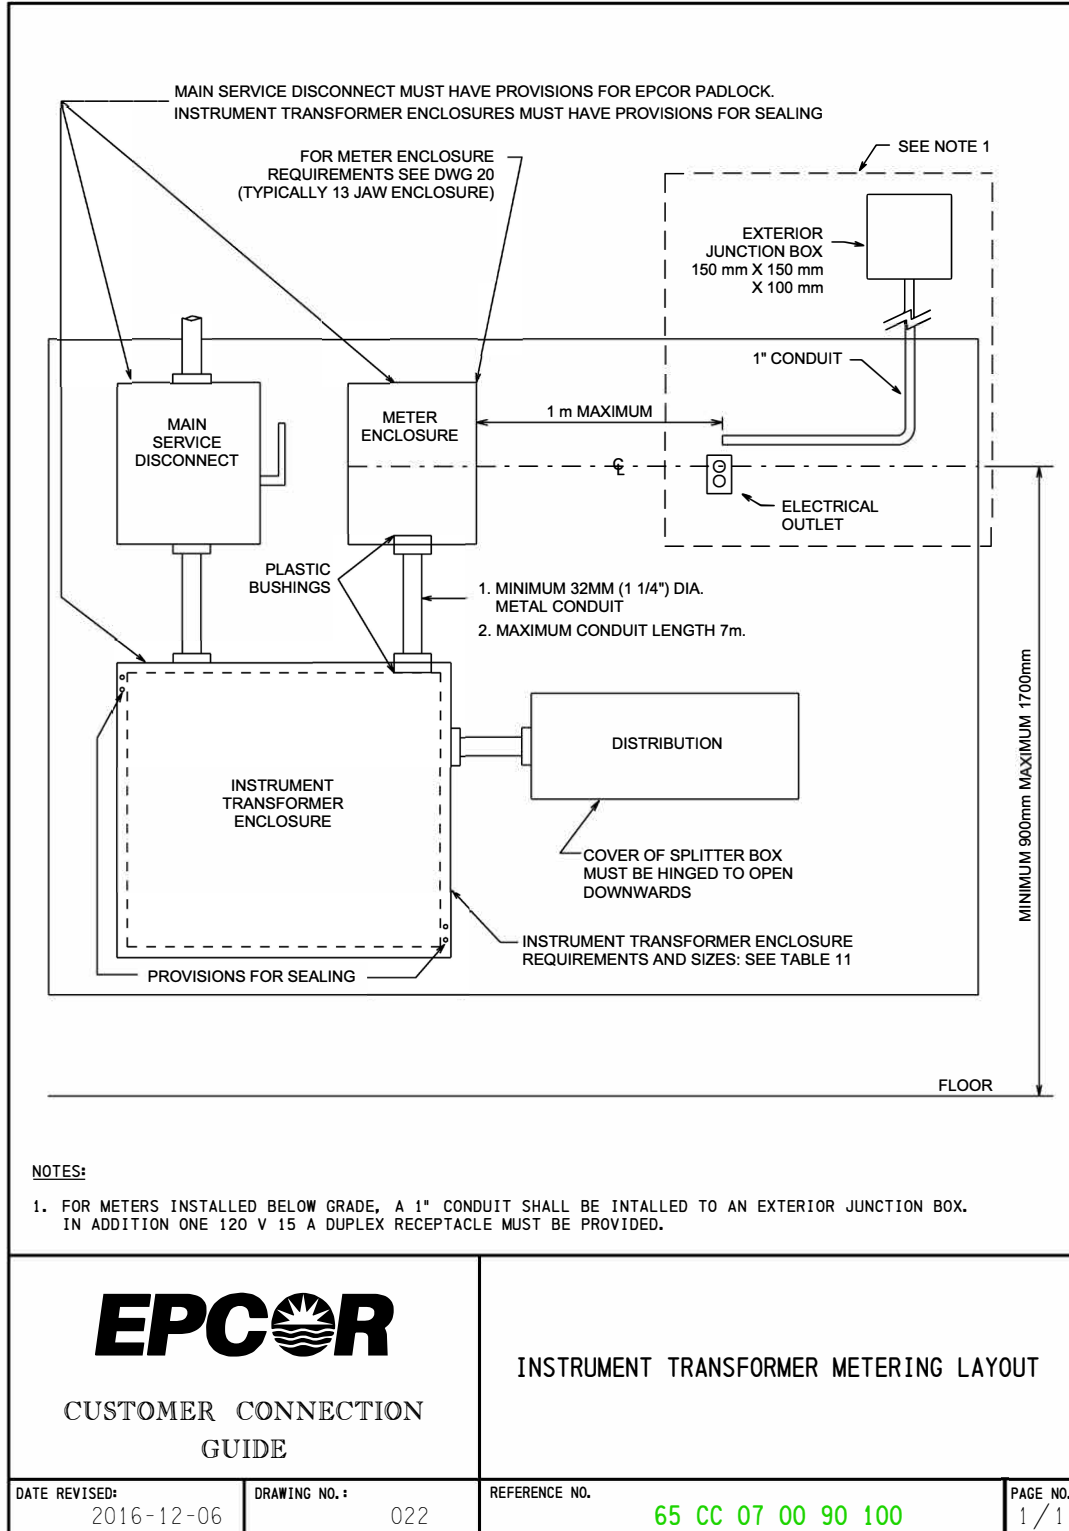 MAIN SERVICE DISCONNECT MUST HAVE PROVISIONS FOR EPCOR PADLOCK.
INSTRUMENT TRANSFORMER ENCLOSURES MUST HAVE PROVISIONS FOR SEALING
SEE NOTE 1
FOR METER ENCLOSURE
REQUIREMENTS SEE DWG 20
(TYPICALLY 13 JAW ENCLOSURE)
EXTERIOR
JUNCTION BOX
150 mm X 150 mm
X 100 mm
1" CONDUIT
1 m MAXIMUM
MAIN
SERVICE
DISCONNECT
METER
ENCLOSURE
℄
ELECTRICAL
OUTLET
PLASTIC
BUSHINGS
1. MINIMUM 32MM (1 1/4") DIA.
METAL CONDUIT
2. MAXIMUM CONDUIT LENGTH 7m.
MINIMUM 900mm MAXIMUM 1700mm
DISTRIBUTION
INSTRUMENT
TRANSFORMER
ENCLOSURE
COVER OF SPLITTER BOX
MUST BE HINGED TO OPEN
DOWNWARDS
INSTRUMENT TRANSFORMER ENCLOSURE
REQUIREMENTS AND SIZES: SEE TABLE 11
PROVISIONS FOR SEALING
FLOOR
NOTES:
1. FOR METERS INSTALLED BELOW GRADE, A 1" CONDUIT SHALL BE INTALLED TO AN EXTERIOR JUNCTION BOX.
IN ADDITION ONE 120 V 15 A DUPLEX RECEPTACLE MUST BE PROVIDED.
EPCOR
CUSTOMER CONNECTION
GUIDE
INSTRUMENT TRANSFORMER METERING LAYOUT
DATE REVISED:
2016-12-06
DRAWING NO.:
022
REFERENCE NO.
65 CC 07 00 90 100
PAGE NO.
1/1